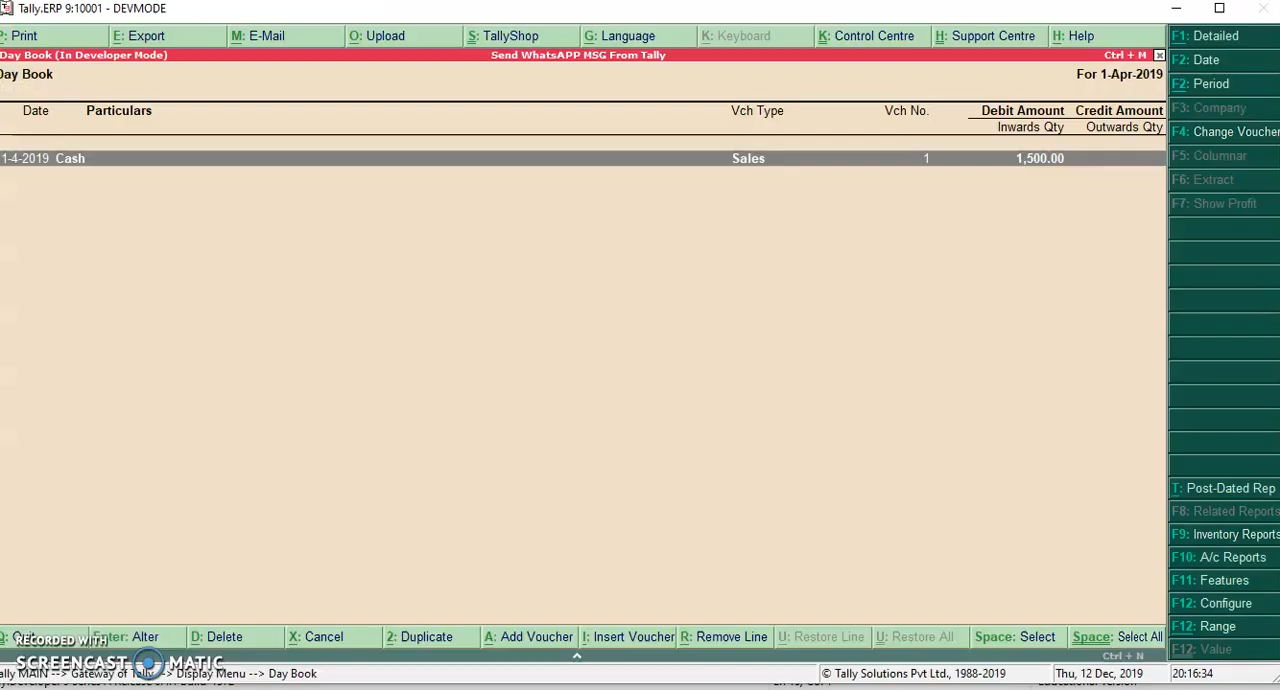 Tally.ERP 9:10001 - DEVMODE
P: Print E: Export M: E-Mail O: Upload S: TallyShop G: Language K: Keyboard K: Control Centre H: Support Centre H: Help
Day Book (In Developer Mode) Send WhatsAPP MSG From Tally Ctrl + M
Day Book For 1-Apr-2019
Date Particulars Vch Type Vch No. Debit Amount Credit Amount
Inwards Qty Outwards Qty
1-4-2019 Cash Sales 1 1,500.00
F1: Detailed
F2: Date
F2: Period
F3: Company
F4: Change Voucher
F5: Columnar
F6: Extract
F7: Show Profit
T: Post-Dated Rep
F8: Related Reports
F9: Inventory Reports
F10: A/c Reports
F11: Features
F12: Configure
F12: Range
F12: Value
Enter: Alter D: Delete X: Cancel 2: Duplicate A: Add Voucher I: Insert Voucher R: Remove Line U: Restore Line U: Restore All Space: Select Space: Select All
RECORDED WITH
SCREENCAST MATIC
Ctrl + N
Tally MAIN --> Gateway of Tally --> Display Menu --> Day Book © Tally Solutions Pvt Ltd., 1988-2019 Thu, 12 Dec, 2019 20:16:34